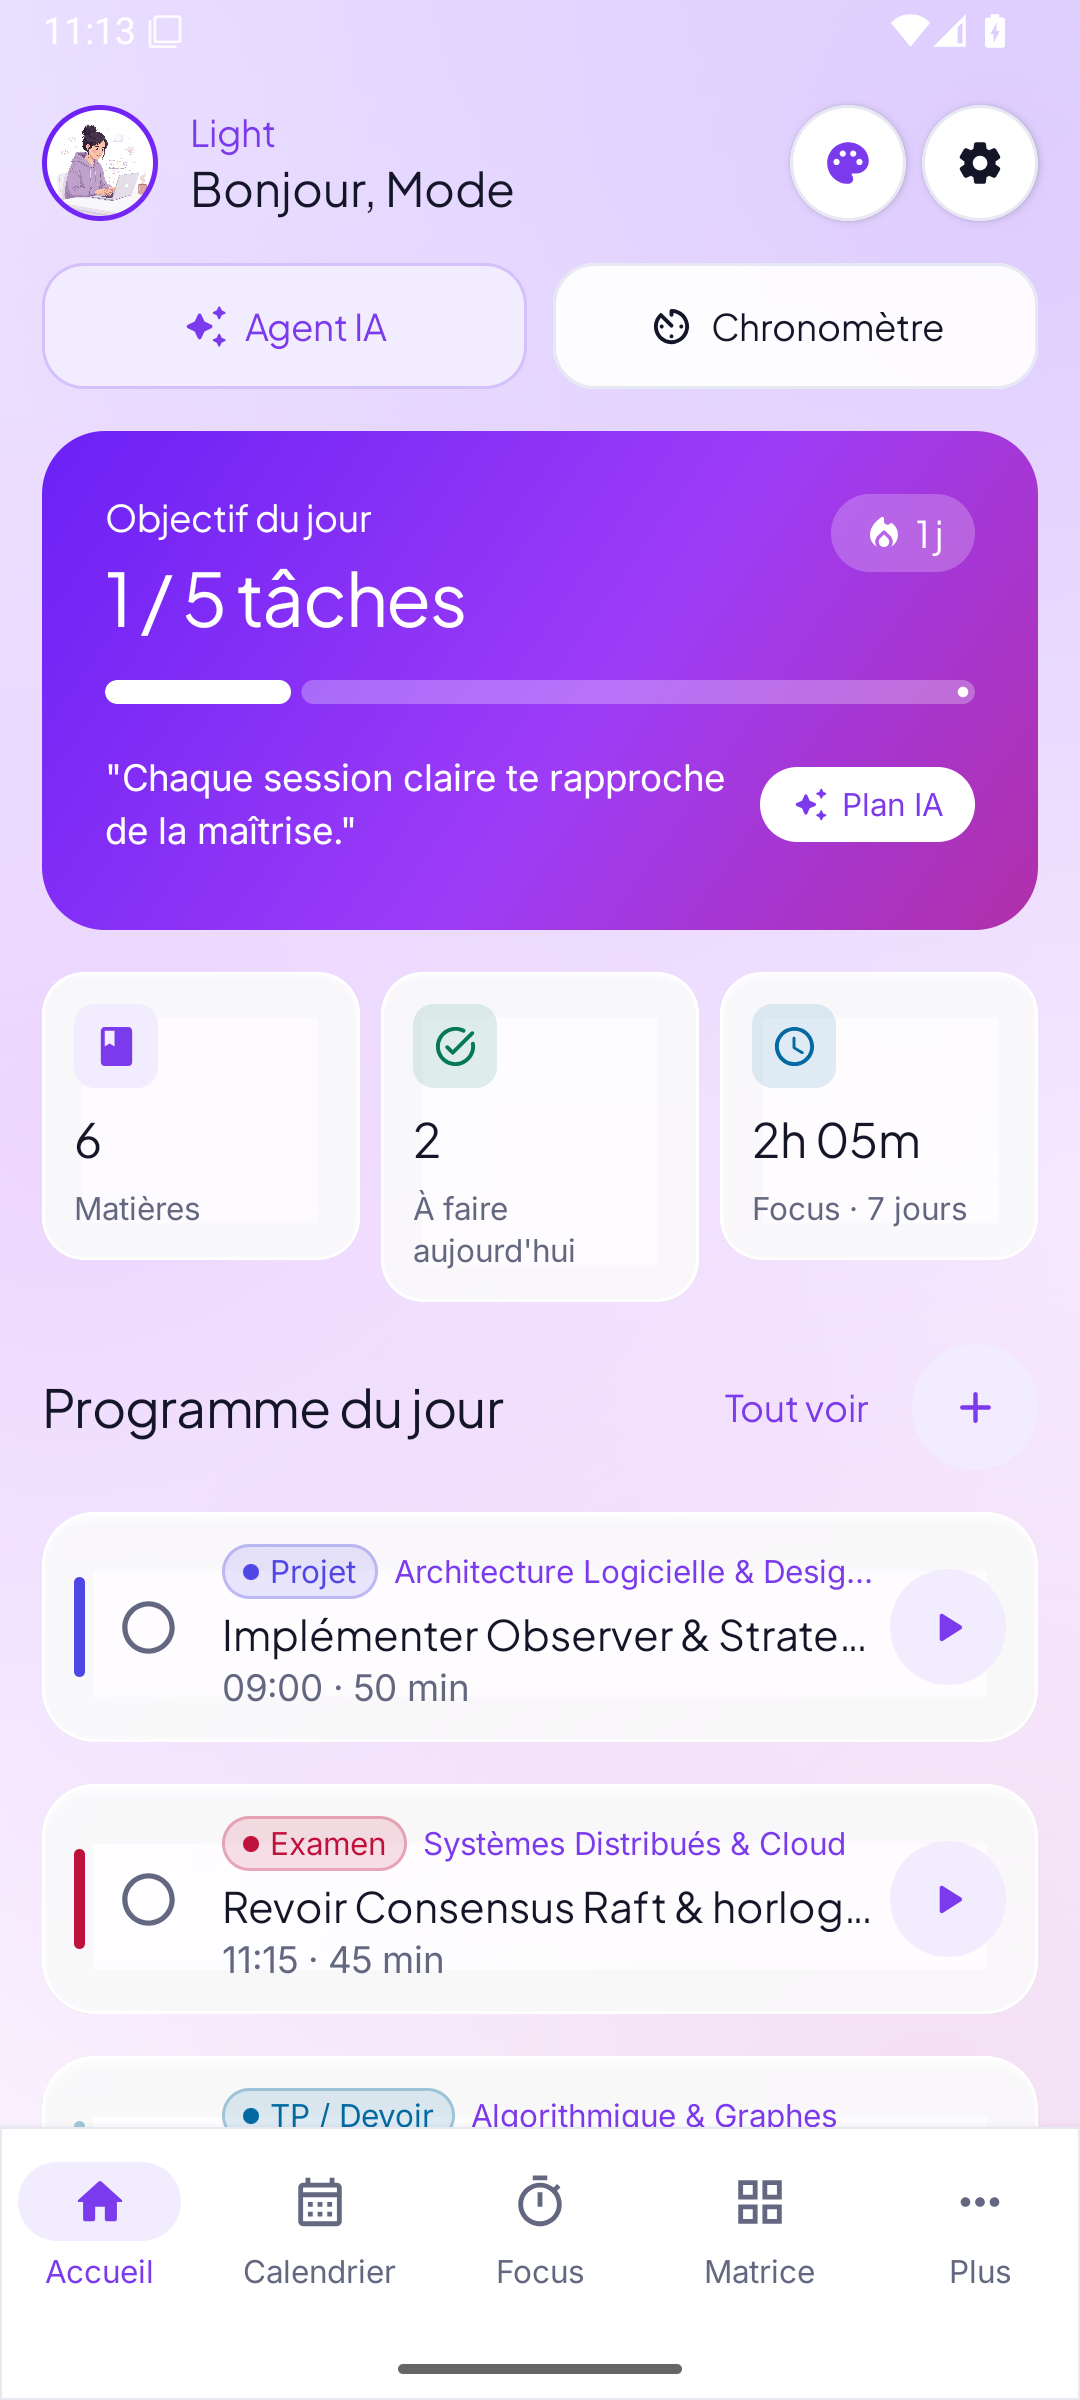 11:13
Light
Bonjour, Mode
Agent IA
Chronomètre
Objectif du jour
1 j
1 / 5 tâches
"Chaque session claire te rapproche
de la maîtrise."
Plan IA
6
Matières
2
À faire
aujourd'hui
2h 05m
Focus · 7 jours
Programme du jour
Tout voir
Projet
Architecture Logicielle & Desig...
Implémenter Observer & Strate...
09:00 · 50 min
Examen
Systèmes Distribués & Cloud
Revoir Consensus Raft & horlog...
11:15 · 45 min
TP / Devoir
Algorithmique & Graphes
Accueil
Calendrier
Focus
Matrice
Plus